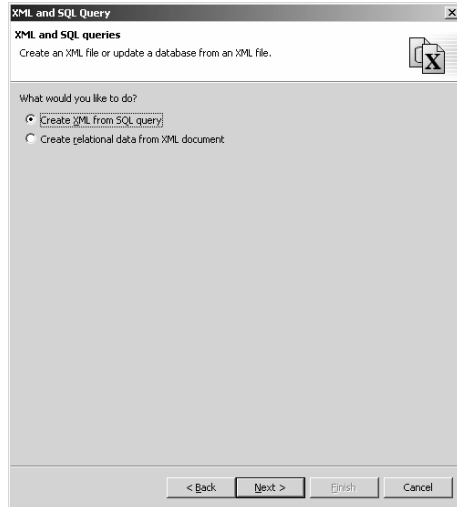 XML and SQL Query
XML and SQL queries
Create an XML file or update a database from an XML file.
X
What would you like to do?
Create XML from SQL query
Create relational data from XML document
< Back Next > Finish Cancel